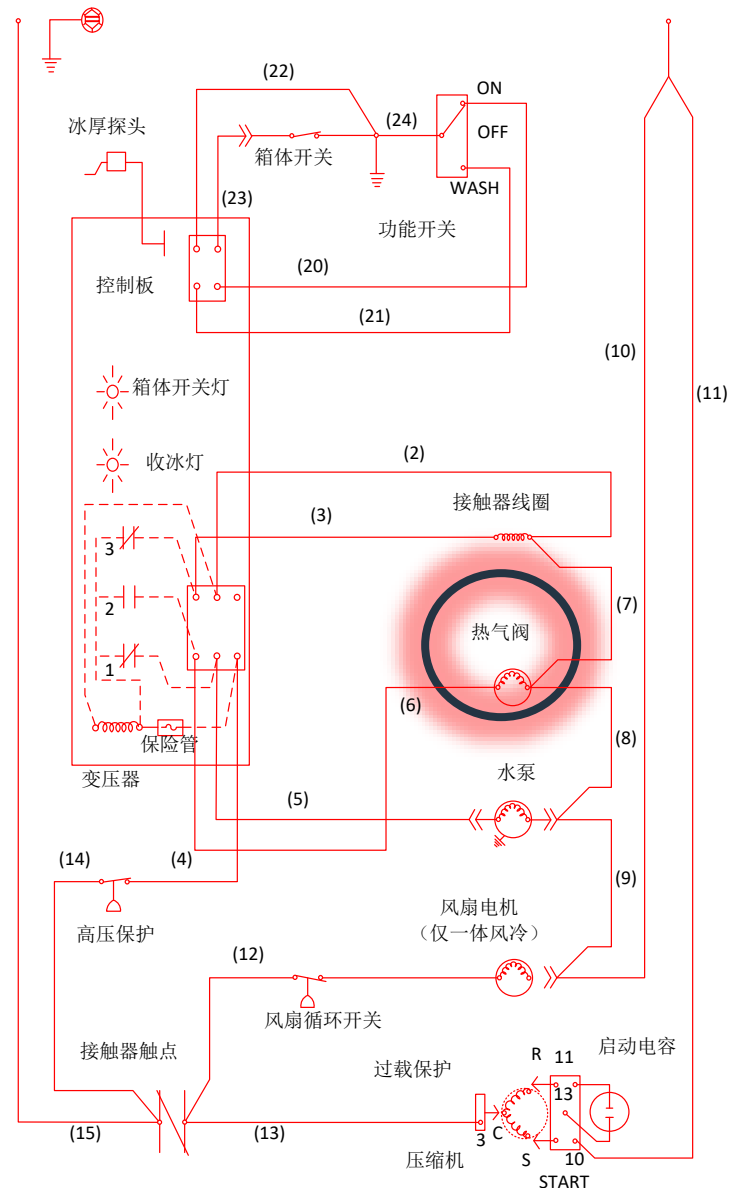 (22)
ON
(24)
OFF
冰厚探头
箱体开关
WASH
(23)
功能开关
(20)
控制板
(21)
(10)
箱体开关灯
(11)
(2)
收冰灯
接触器线圈
(3)
3
2
(7)
热气阀
1
(6)
(8)
保险管
水泵
变压器
(5)
(14)
(4)
(9)
风扇电机
(仅一体风冷)
高压保护
(12)
风扇循环开关
接触器触点
启动电容
R 11
过载保护
13
(15)
(13)
3
C
压缩机
S
10
START